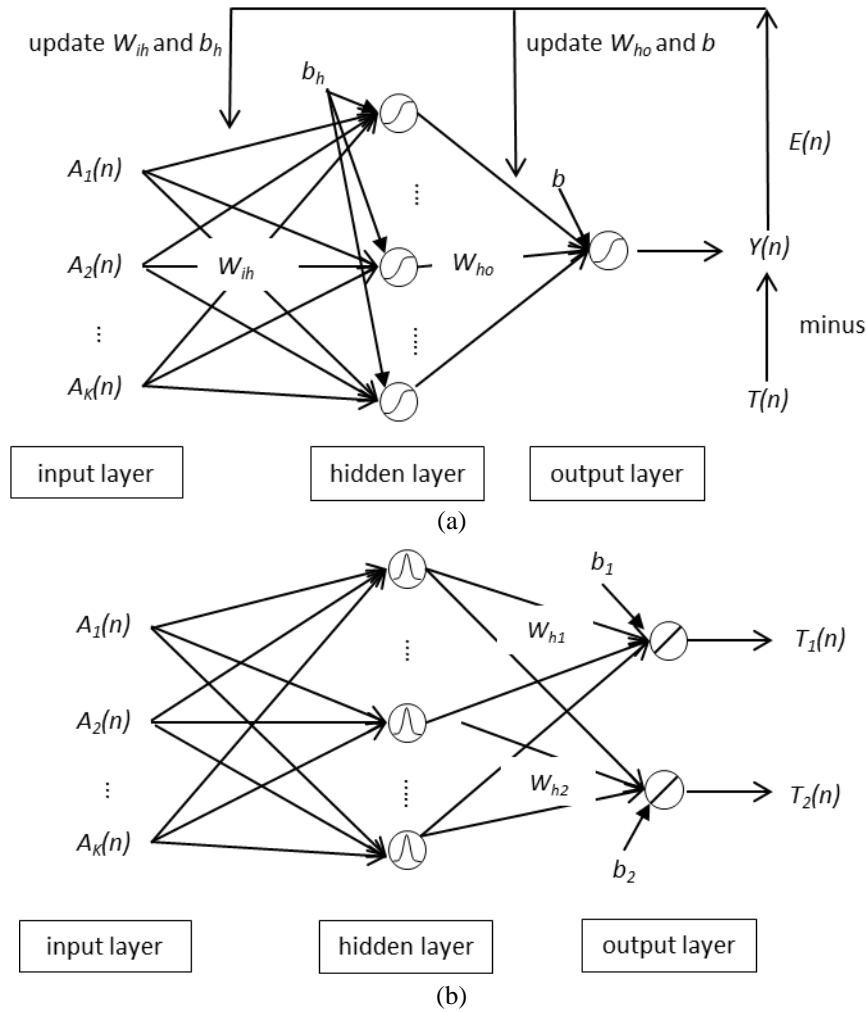 update W_ih and b_h
update W_ho and b
b_h
E(n)
A_1(n)
b
A_2(n)
W_ih
W_ho
Y(n)
⋮
minus
A_K(n)
T(n)
input layer
hidden layer
output layer
(a)
b_1
A_1(n)
W_h1
T_1(n)
A_2(n)
⋮
W_h2
T_2(n)
A_K(n)
b_2
input layer
hidden layer
output layer
(b)